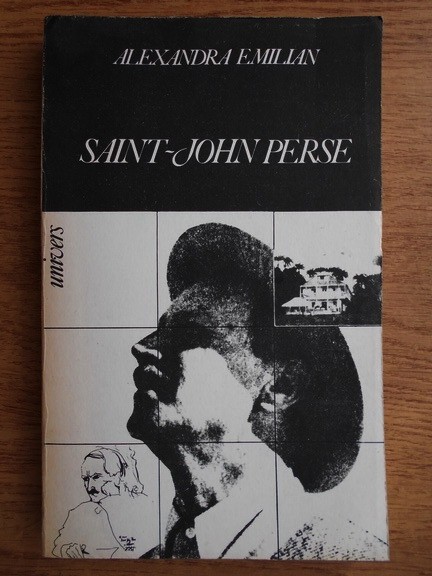 ALEXANDRA EMILIAN
SAINT-JOHN PERSE
univers